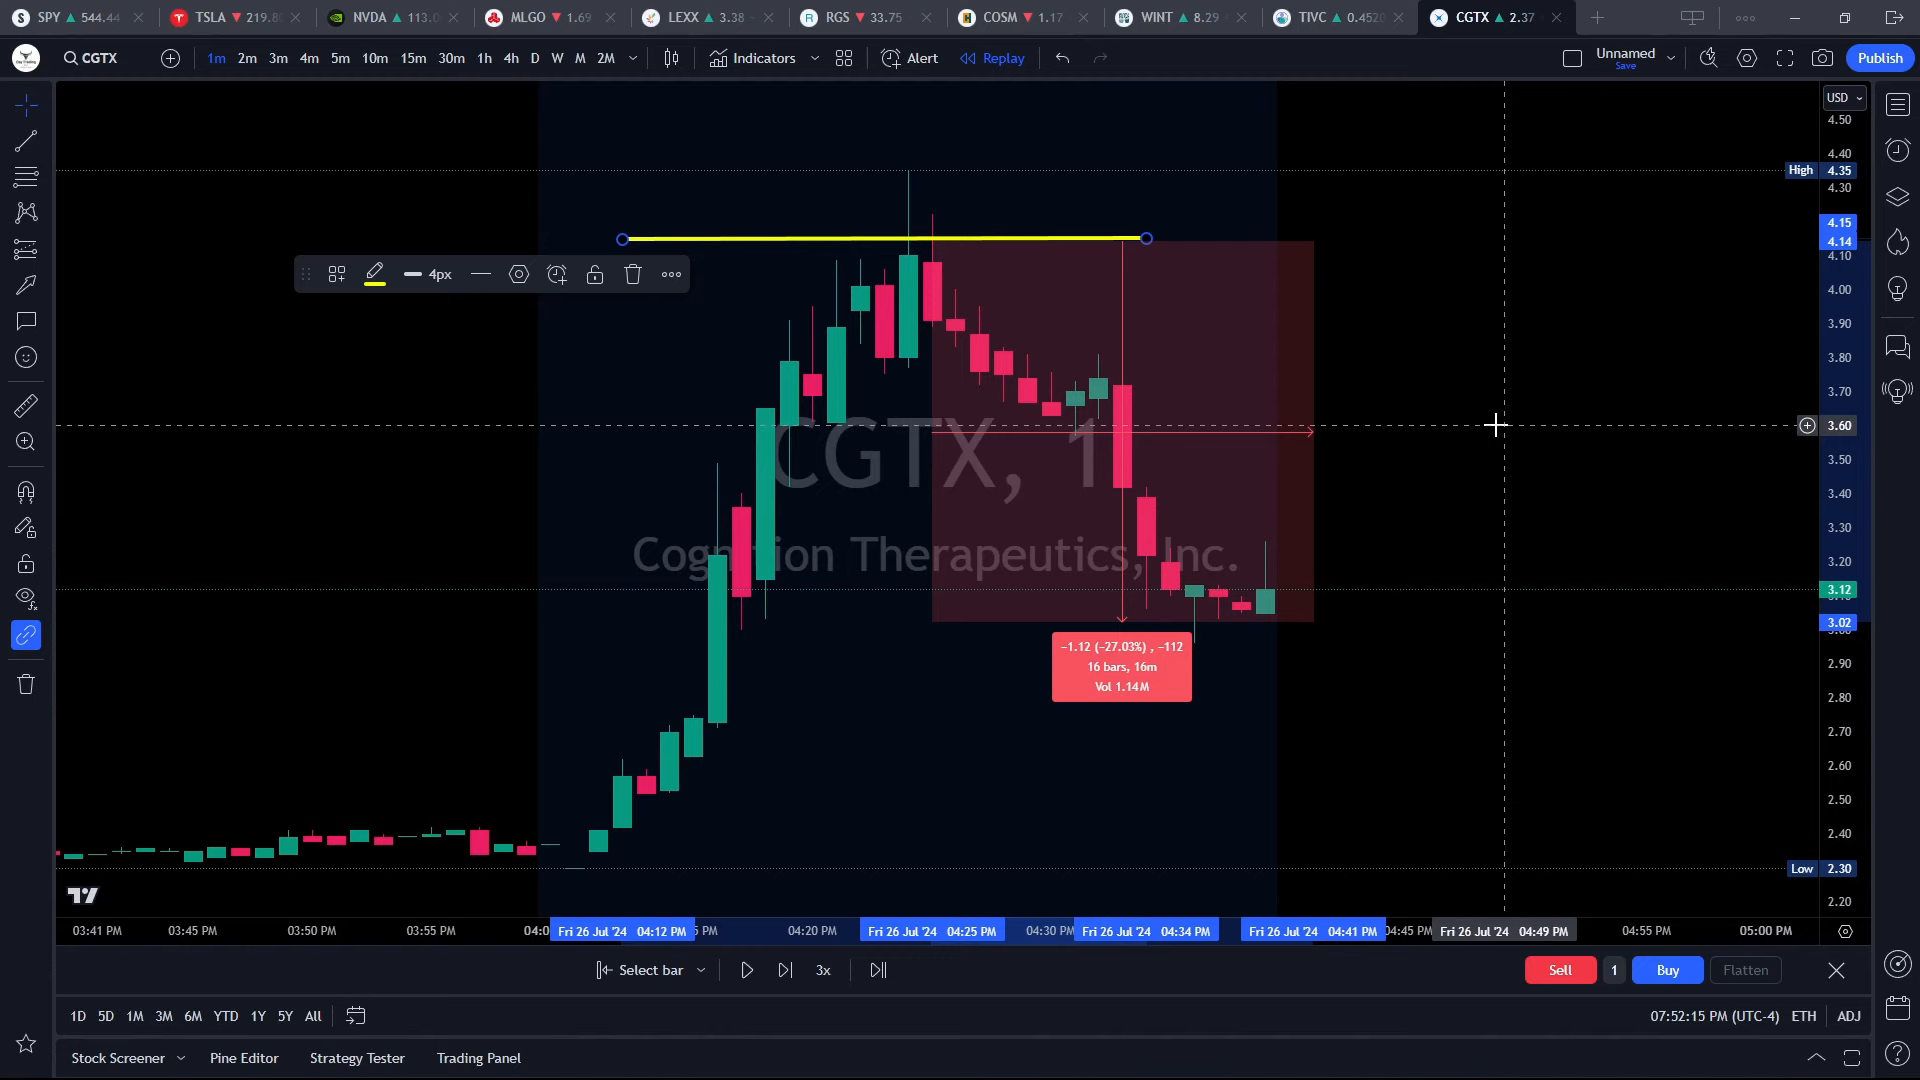 SPY 544.44
TSLA 219.8
NVDA 113.0
MLGO 1.69
LEXX 3.38
RGS 33.75
COSM 1.17
WINT 8.29
TIVC 0.452
CGTX 2.37
CGTX
1m 2m 3m 4m 5m 10m 15m 30m 1h 4h D W M 2M
Indicators
Alert
Replay
Unnamed
Save
Publish
USD
4.50
4.40
High 4.35
4.30
4.15
4.14
4.10
4.00
3.90
3.80
3.70
3.60
3.50
3.40
3.30
3.20
3.12
3.02
2.90
2.80
2.70
2.60
2.50
2.40
Low 2.30
2.20
4px
CGTX, 1
Cognition Therapeutics, Inc.
−1.12 (−27.03%) , −112
16 bars, 16m
Vol 1.14M
03:41 PM 03:45 PM 03:50 PM 03:55 PM 04:0 Fri 26 Jul '24 04:12 PM 5 PM 04:20 PM Fri 26 Jul '24 04:25 PM 04:30 PM Fri 26 Jul '24 04:34 PM Fri 26 Jul '24 04:41 PM 04:45 PM Fri 26 Jul '24 04:49 PM 04:55 PM 05:00 PM
Select bar
3x
Sell 1 Buy Flatten
1D 5D 1M 3M 6M YTD 1Y 5Y All
07:52:15 PM (UTC-4) ETH ADJ
Stock Screener Pine Editor Strategy Tester Trading Panel